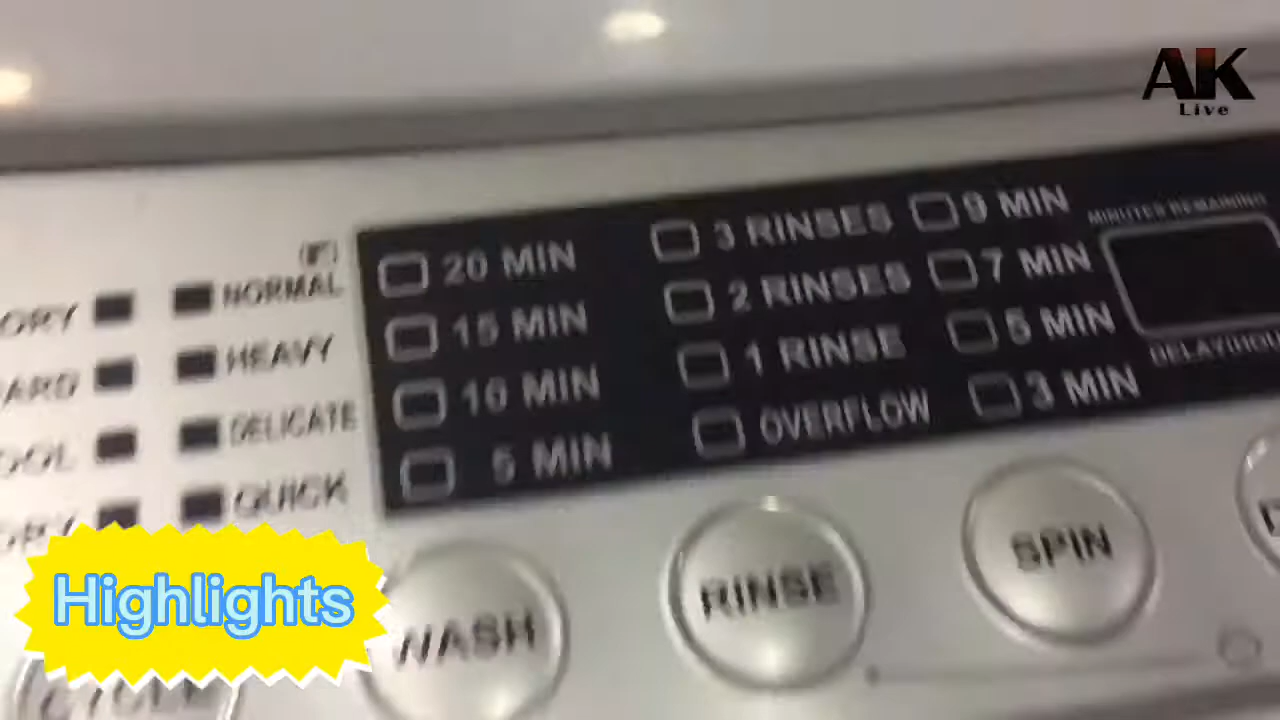 AK
Live
20 MIN
15 MIN
10 MIN
5 MIN
3 RINSES
2 RINSES
1 RINSE
OVERFLOW
9 MIN
7 MIN
5 MIN
3 MIN
MINUTES REMAINING
NORMAL
HEAVY
DELICATE
QUICK
WASH
RINSE
SPIN
Highlights
CYCLE